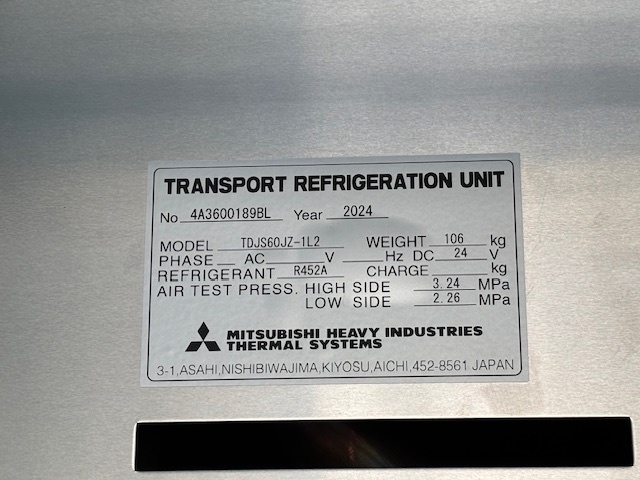 TRANSPORT REFRIGERATION UNIT
No 4A3600189BL Year 2024
MODEL TDJS60JZ-1L2 WEIGHT 106 kg
PHASE AC V Hz DC 24 V
REFRIGERANT R452A CHARGE kg
AIR TEST PRESS. HIGH SIDE 3.24 MPa
LOW SIDE 2.26 MPa
MITSUBISHI HEAVY INDUSTRIES
THERMAL SYSTEMS
3-1,ASAHI,NISHIBIWAJIMA,KIYOSU,AICHI,452-8561 JAPAN